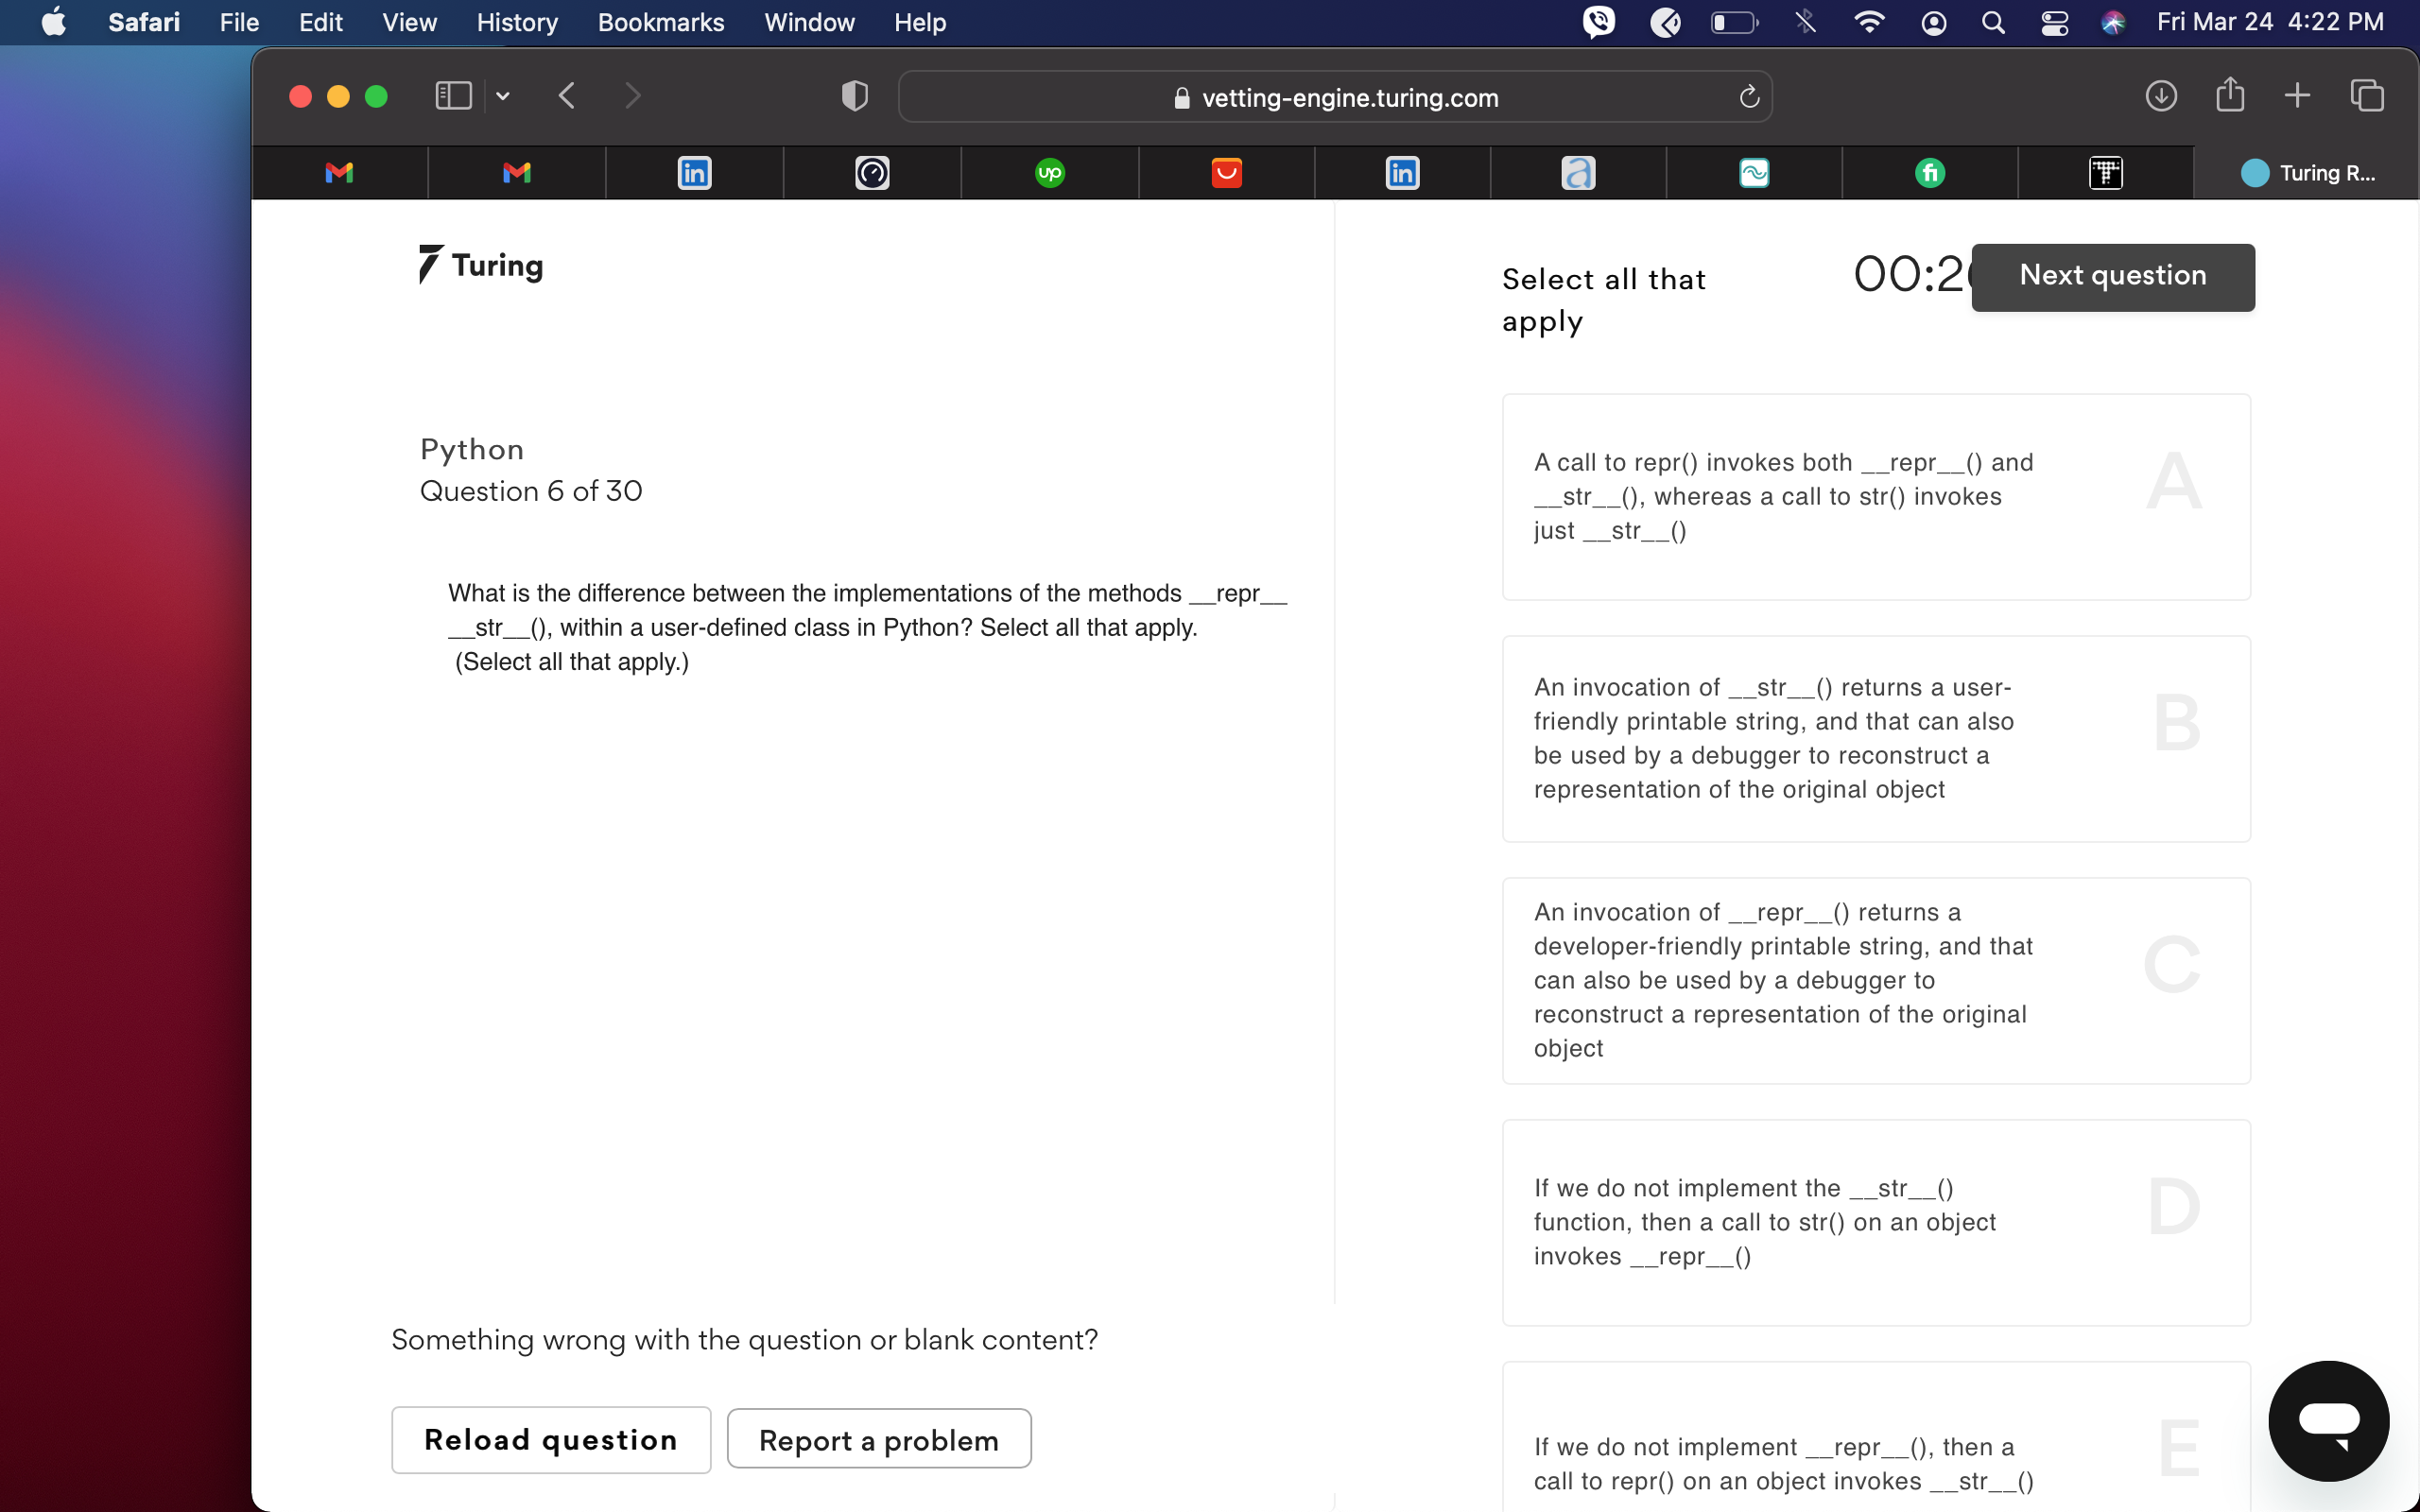 Safari File Edit View History Bookmarks Window Help Fri Mar 24 4:22 PM
vetting-engine.turing.com
Turing R...
Turing
Python
Question 6 of 30
What is the difference between the implementations of the methods __repr__
__str__(), within a user-defined class in Python? Select all that apply.
(Select all that apply.)
Something wrong with the question or blank content?
Reload question
Report a problem
Select all that
apply
00:2
Next question
A call to repr() invokes both __repr__() and
__str__(), whereas a call to str() invokes
just __str__()
A
An invocation of __str__() returns a user-
friendly printable string, and that can also
be used by a debugger to reconstruct a
representation of the original object
B
An invocation of __repr__() returns a
developer-friendly printable string, and that
can also be used by a debugger to
reconstruct a representation of the original
object
C
If we do not implement the __str__()
function, then a call to str() on an object
invokes __repr__()
D
If we do not implement __repr__(), then a
call to repr() on an object invokes __str__()
E